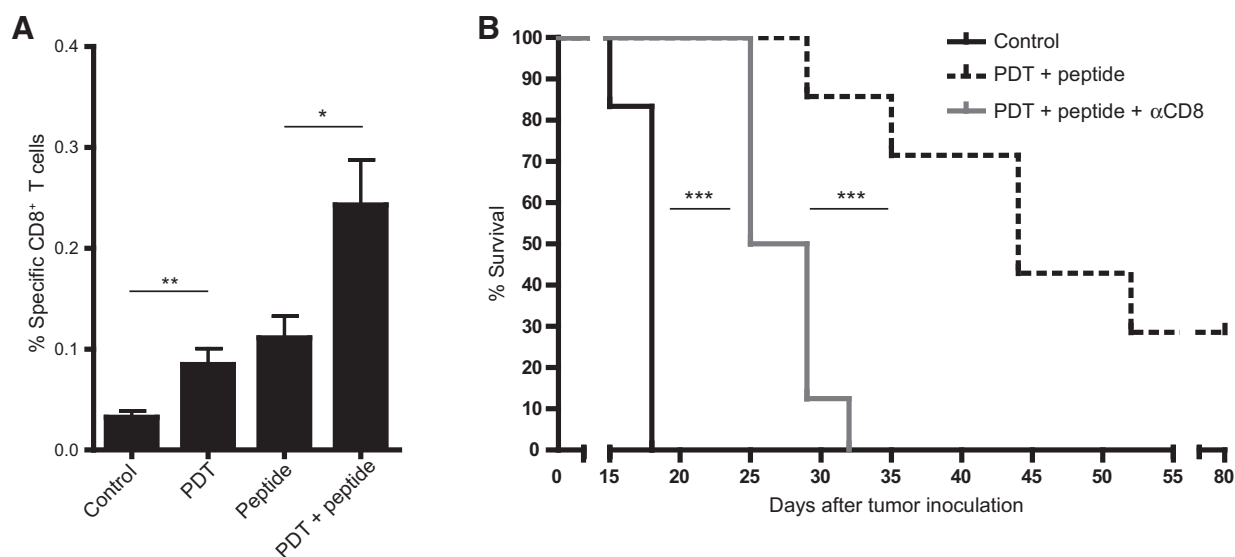 A
% Specific CD8⁺ T cells
0.4
0.3
0.2
0.1
0.0
**
*
Control
PDT
Peptide
PDT + peptide
B
% Survival
100
90
80
70
60
50
40
30
20
10
0
Control
PDT + peptide
PDT + peptide + αCD8
***
***
0 15 20 25 30 35 40 45 50 55 80
Days after tumor inoculation